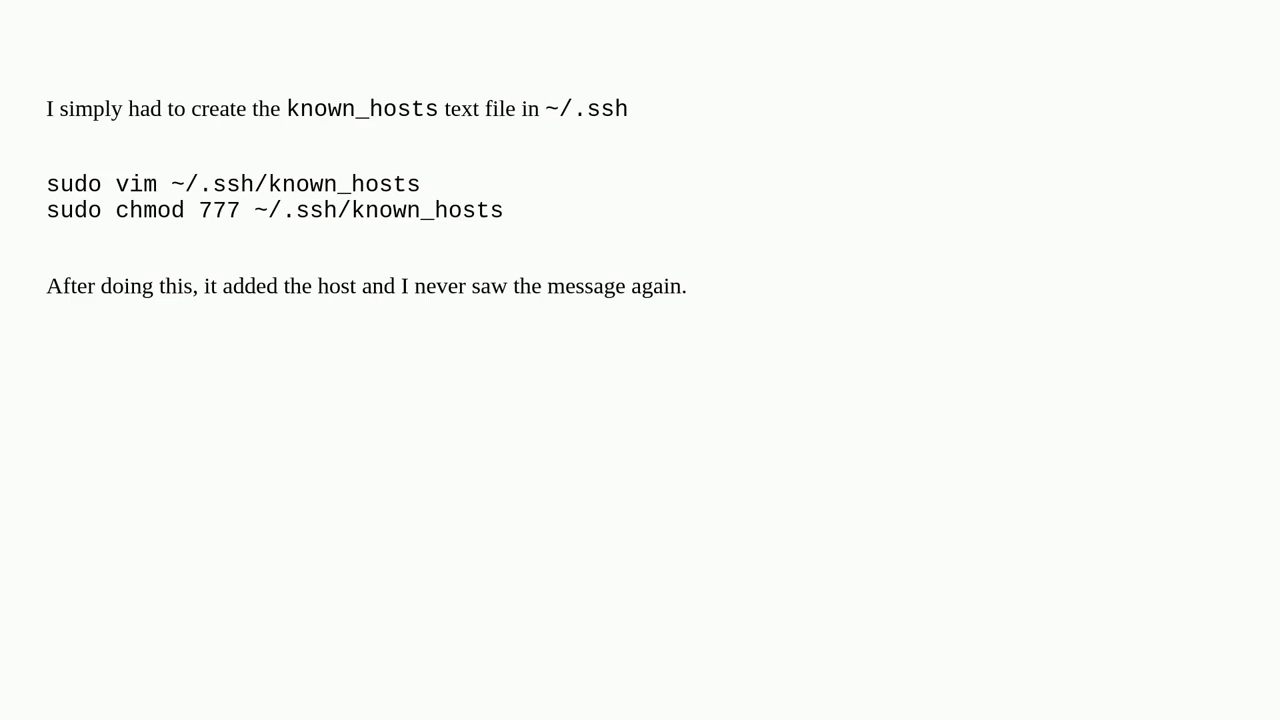 I simply had to create the known_hosts text file in ~/.ssh
sudo vim ~/.ssh/known_hosts
sudo chmod 777 ~/.ssh/known_hosts
After doing this, it added the host and I never saw the message again.